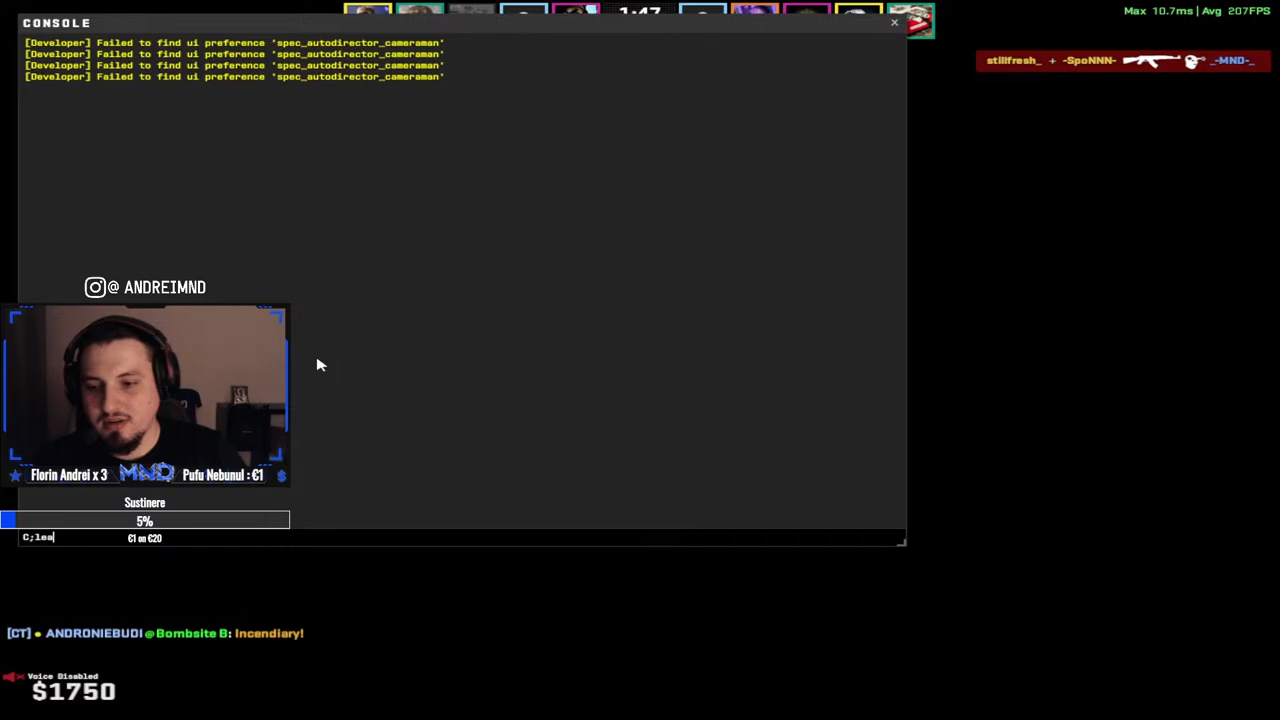 CONSOLE
1:47
Max 10.7ms | Avg 207FPS
[Developer] Failed to find ui preference 'spec_autodirector_cameraman'
[Developer] Failed to find ui preference 'spec_autodirector_cameraman'
[Developer] Failed to find ui preference 'spec_autodirector_cameraman'
[Developer] Failed to find ui preference 'spec_autodirector_cameraman'
stillfresh_ + -SpoNNN- _-MND-_
@ ANDREIMND
Florin Andrei x 3 MND Pufu Nebunul : €1
Sustinere
5%
C;lea
€1 on €20
[CT] ● ANDRONIEBUDI @ Bombsite B: Incendiary!
Voice Disabled
$1750